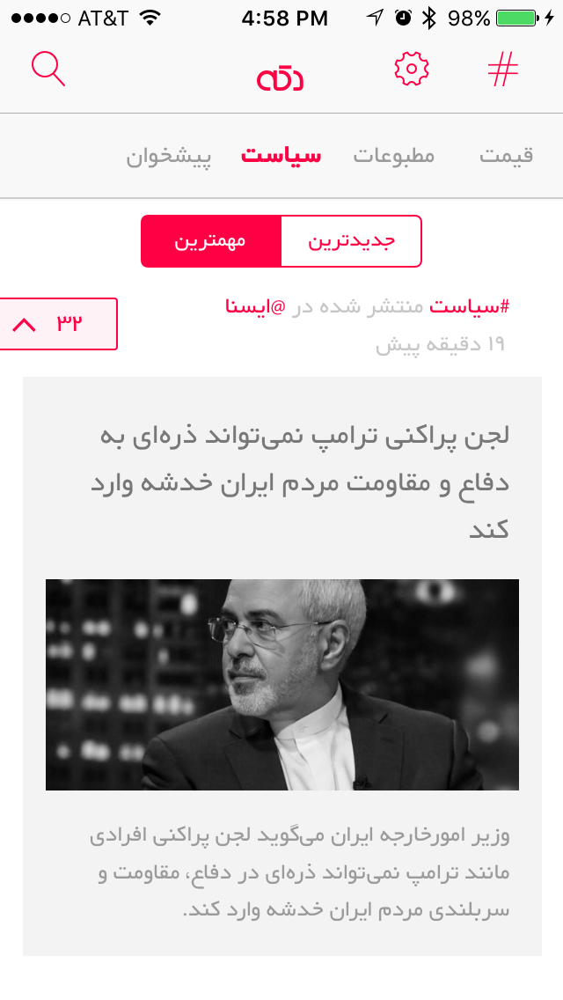 AT&T 4:58 PM 98%
دکه
قیمت مطبوعات سیاست پیشخوان
جدیدترین مهمترین
#سیاست منتشر شده در @ایسنا
۱۹ دقیقه پیش
۳۲
لجن پراکنی ترامپ نمی‌تواند ذره‌ای به
دفاع و مقاومت مردم ایران خدشه وارد
کند
وزیر امورخارجه ایران می‌گوید لجن پراکنی افرادی
مانند ترامپ نمی‌تواند ذره‌ای در دفاع، مقاومت و
سربلندی مردم ایران خدشه وارد کند.